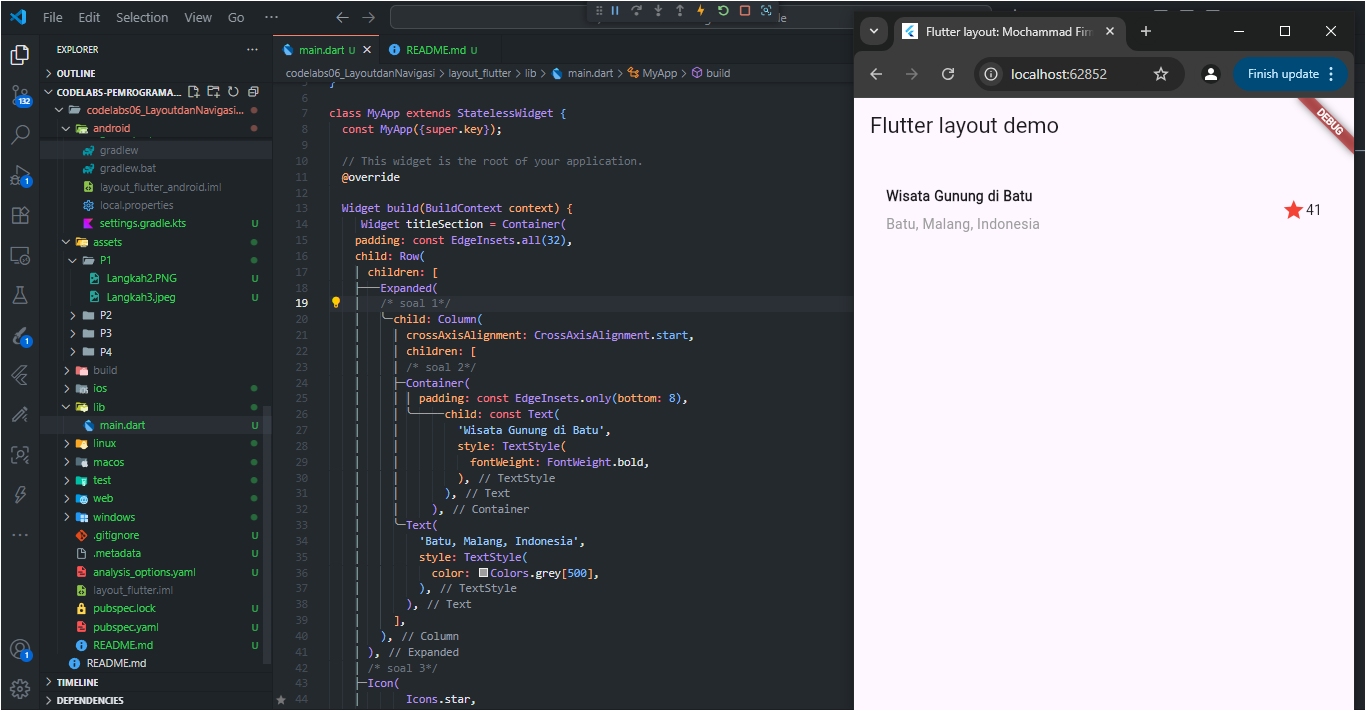 File Edit Selection View Go ···
EXPLORER
OUTLINE
CODELABS-PEMROGRAMA...
codelabs06_LayoutdanNavigasi...
android
gradlew
gradlew.bat
layout_flutter_android.iml
local.properties
settings.gradle.kts U
assets
P1
Langkah2.PNG U
Langkah3.jpeg U
P2
P3
P4
build
ios
lib
main.dart U
linux
macos
test
web
windows
.gitignore U
.metadata U
analysis_options.yaml U
layout_flutter.iml
pubspec.lock U
pubspec.yaml U
README.md U
README.md
TIMELINE
DEPENDENCIES
132
1
1
1
main.dart U
README.md U
codelabs06_LayoutdanNavigasi > layout_flutter > lib > main.dart > MyApp > build
6
7 class MyApp extends StatelessWidget {
8 const MyApp({super.key});
9
10 // This widget is the root of your application.
11 @override
12
13 Widget build(BuildContext context) {
14 Widget titleSection = Container(
15 padding: const EdgeInsets.all(32),
16 child: Row(
17 children: [
18 Expanded(
19 /* soal 1*/
20 child: Column(
21 crossAxisAlignment: CrossAxisAlignment.start,
22 children: [
23 /* soal 2*/
24 Container(
25 padding: const EdgeInsets.only(bottom: 8),
26 child: const Text(
27 'Wisata Gunung di Batu',
28 style: TextStyle(
29 fontWeight: FontWeight.bold,
30 ), // TextStyle
31 ), // Text
32 ), // Container
33 Text(
34 'Batu, Malang, Indonesia',
35 style: TextStyle(
36 color: Colors.grey[500],
37 ), // TextStyle
38 ), // Text
39 ],
40 ), // Column
41 ), // Expanded
42 /* soal 3*/
43 Icon(
44 Icons.star,
Flutter layout: Mochammad Fir
localhost:62852
Finish update
Flutter layout demo
DEBUG
Wisata Gunung di Batu
Batu, Malang, Indonesia
41